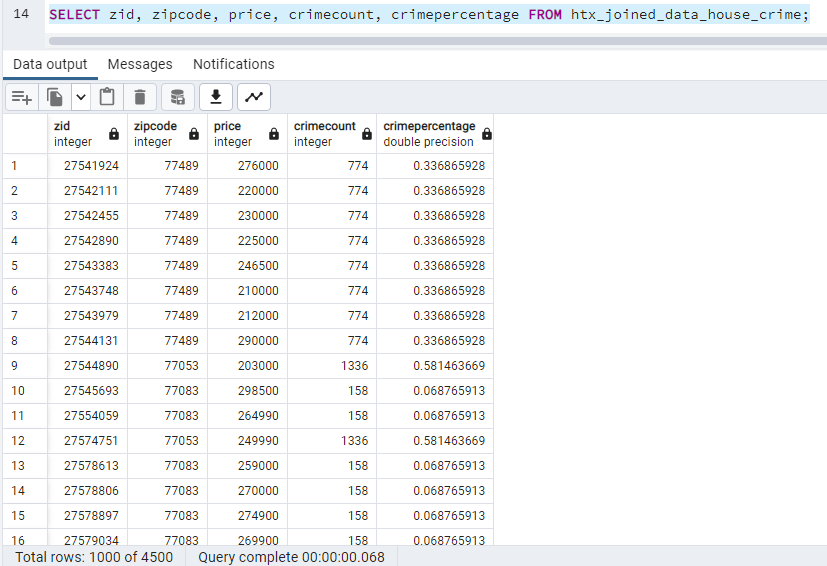 14 SELECT zid, zipcode, price, crimecount, crimepercentage FROM htx_joined_data_house_crime;
Data output Messages Notifications
zid zipcode price crimecount crimepercentage
integer integer integer integer double precision
1 27541924 77489 276000 774 0.336865928
2 27542111 77489 220000 774 0.336865928
3 27542455 77489 230000 774 0.336865928
4 27542890 77489 225000 774 0.336865928
5 27543383 77489 246500 774 0.336865928
6 27543748 77489 210000 774 0.336865928
7 27543979 77489 212000 774 0.336865928
8 27544131 77489 290000 774 0.336865928
9 27544890 77053 203000 1336 0.581463669
10 27545693 77083 298500 158 0.068765913
11 27554059 77083 264990 158 0.068765913
12 27574751 77053 249990 1336 0.581463669
13 27578613 77083 259000 158 0.068765913
14 27578806 77083 270000 158 0.068765913
15 27578897 77083 274900 158 0.068765913
16 27579034 77083 269900 158 0.068765913
Total rows: 1000 of 4500 Query complete 00:00:00.068